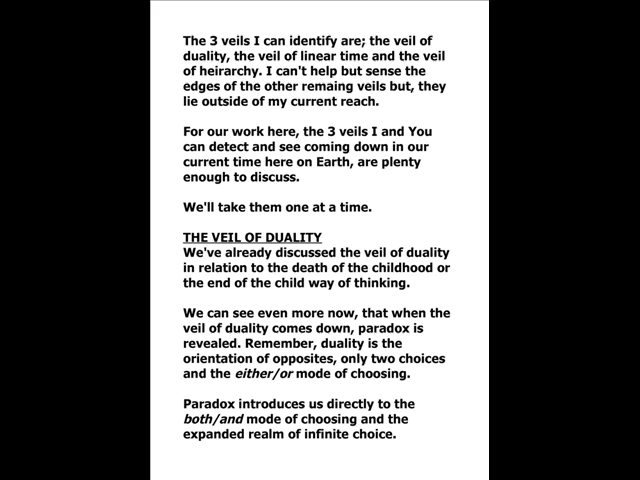 The 3 veils I can identify are; the veil of
duality, the veil of linear time and the veil
of heirarchy. I can't help but sense the
edges of the other remaing veils but, they
lie outside of my current reach.
For our work here, the 3 veils I and You
can detect and see coming down in our
current time here on Earth, are plenty
enough to discuss.
We'll take them one at a time.
THE VEIL OF DUALITY
We've already discussed the veil of duality
in relation to the death of the childhood or
the end of the child way of thinking.
We can see even more now, that when the
veil of duality comes down, paradox is
revealed. Remember, duality is the
orientation of opposites, only two choices
and the either/or mode of choosing.
Paradox introduces us directly to the
both/and mode of choosing and the
expanded realm of infinite choice.